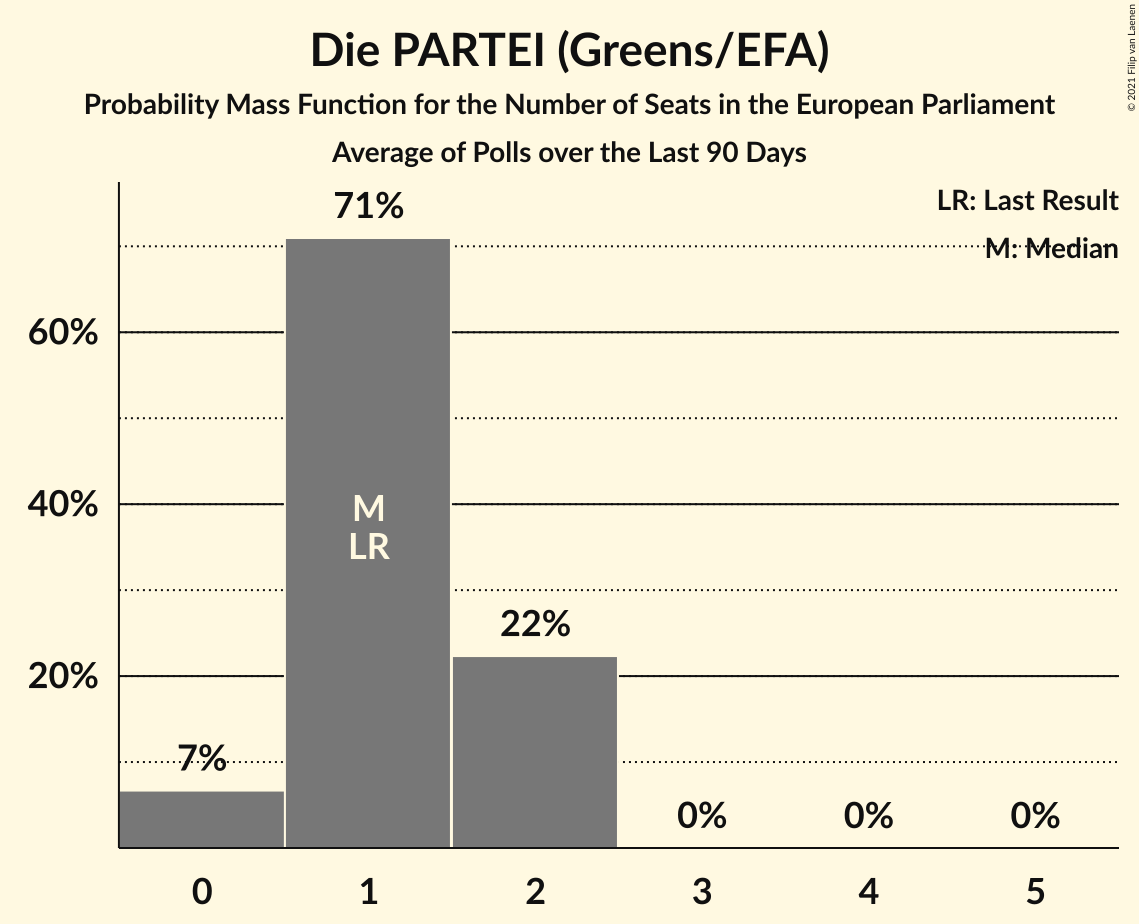 Die PARTEI (Greens/EFA)
Probability Mass Function for the Number of Seats in the European Parliament
Average of Polls over the Last 90 Days
© 2021 Filip van Laenen
LR: Last Result
M: Median
71%
60%
40%
M
LR
22%
20%
7%
0% 0% 0%
0 1 2 3 4 5